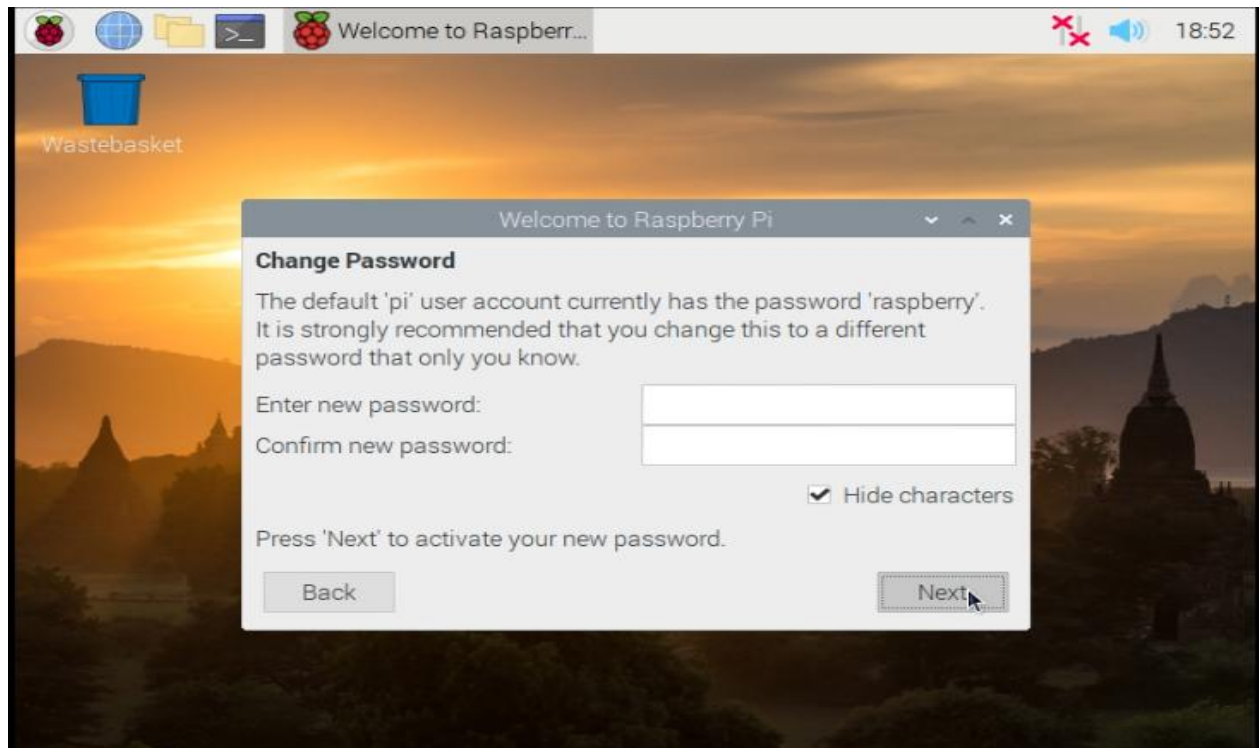 Welcome to Raspberr...
18:52
Wastebasket
Welcome to Raspberry Pi
Change Password
The default 'pi' user account currently has the password 'raspberry'.
It is strongly recommended that you change this to a different
password that only you know.
Enter new password:
Confirm new password:
Hide characters
Press 'Next' to activate your new password.
Back
Next